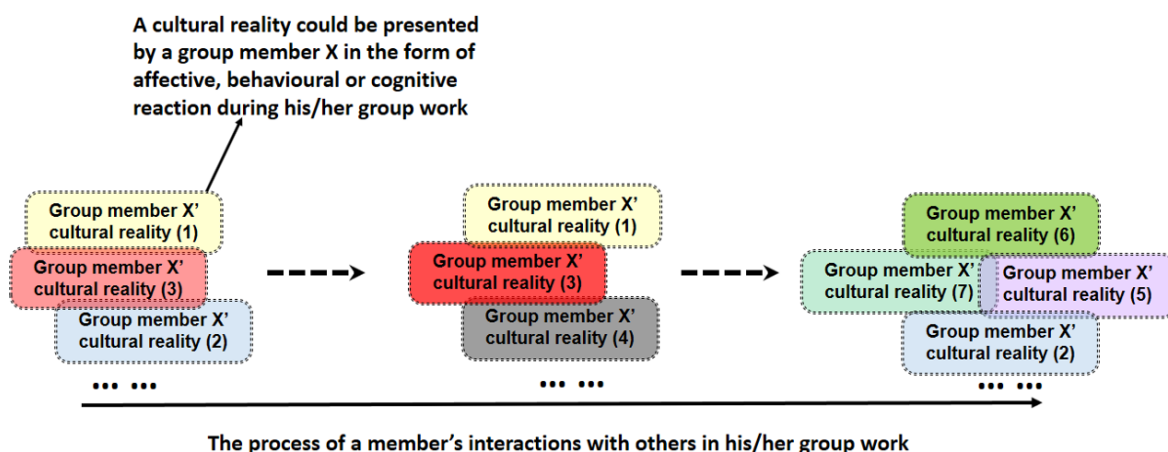 A cultural reality could be presented
by a group member X in the form of
affective, behavioural or cognitive
reaction during his/her group work
Group member X’
cultural reality (1)
Group member X’
cultural reality (3)
Group member X’
cultural reality (2)
... ...
Group member X’
cultural reality (1)
Group member X’
cultural reality (3)
Group member X’
cultural reality (4)
... ...
Group member X’
cultural reality (6)
Group member X’
cultural reality (7)
Group member X’
cultural reality (5)
Group member X’
cultural reality (2)
... ...
The process of a member’s interactions with others in his/her group work